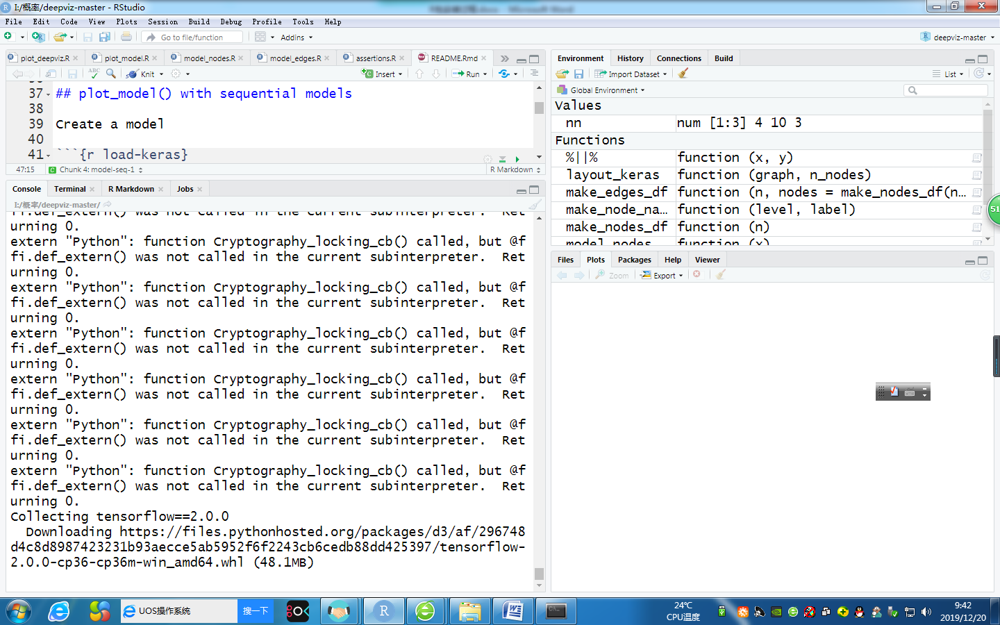 I:/概率/deepviz-master - RStudio
File Edit Code View Plots Session Build Debug Profile Tools Help
Go to file/function
Addins
deepviz-master
plot_deepviz.R
plot_model.R
model_nodes.R
model_edges.R
assertions.R
README.Rmd
ABC
Knit
Insert
Run
37 ## plot_model() with sequential models
38
39 Create a model
40
41 ```{r load-keras}
47:15
Chunk 4: model-seq-1
R Markdown
Console Terminal R Markdown Jobs
I:/概率/deepviz-master/
fi.def_extern() was not called in the current subinterpreter.  Ret
urning 0.
extern "Python": function Cryptography_locking_cb() called, but @f
fi.def_extern() was not called in the current subinterpreter.  Ret
urning 0.
extern "Python": function Cryptography_locking_cb() called, but @f
fi.def_extern() was not called in the current subinterpreter.  Ret
urning 0.
extern "Python": function Cryptography_locking_cb() called, but @f
fi.def_extern() was not called in the current subinterpreter.  Ret
urning 0.
extern "Python": function Cryptography_locking_cb() called, but @f
fi.def_extern() was not called in the current subinterpreter.  Ret
urning 0.
extern "Python": function Cryptography_locking_cb() called, but @f
fi.def_extern() was not called in the current subinterpreter.  Ret
urning 0.
extern "Python": function Cryptography_locking_cb() called, but @f
fi.def_extern() was not called in the current subinterpreter.  Ret
urning 0.
Collecting tensorflow==2.0.0
  Downloading https://files.pythonhosted.org/packages/d3/af/296748
d4c8d8987423231b93aecce5ab5952f6f2243cb6cedb88dd425397/tensorflow-
2.0.0-cp36-cp36m-win_amd64.whl (48.1MB)
Environment History Connections Build
Import Dataset
List
Global Environment
Values
nn num [1:3] 4 10 3
Functions
%||% function (x, y)
layout_keras function (graph, n_nodes)
make_edges_df function (n, nodes = make_nodes_df(n…
make_node_na… function (level, label)
make_nodes_df function (n)
model_nodes function (x)
51
Files Plots Packages Help Viewer
Zoom
Export
UOS操作系统
搜一下
24℃
CPU温度
9:42
2019/12/20